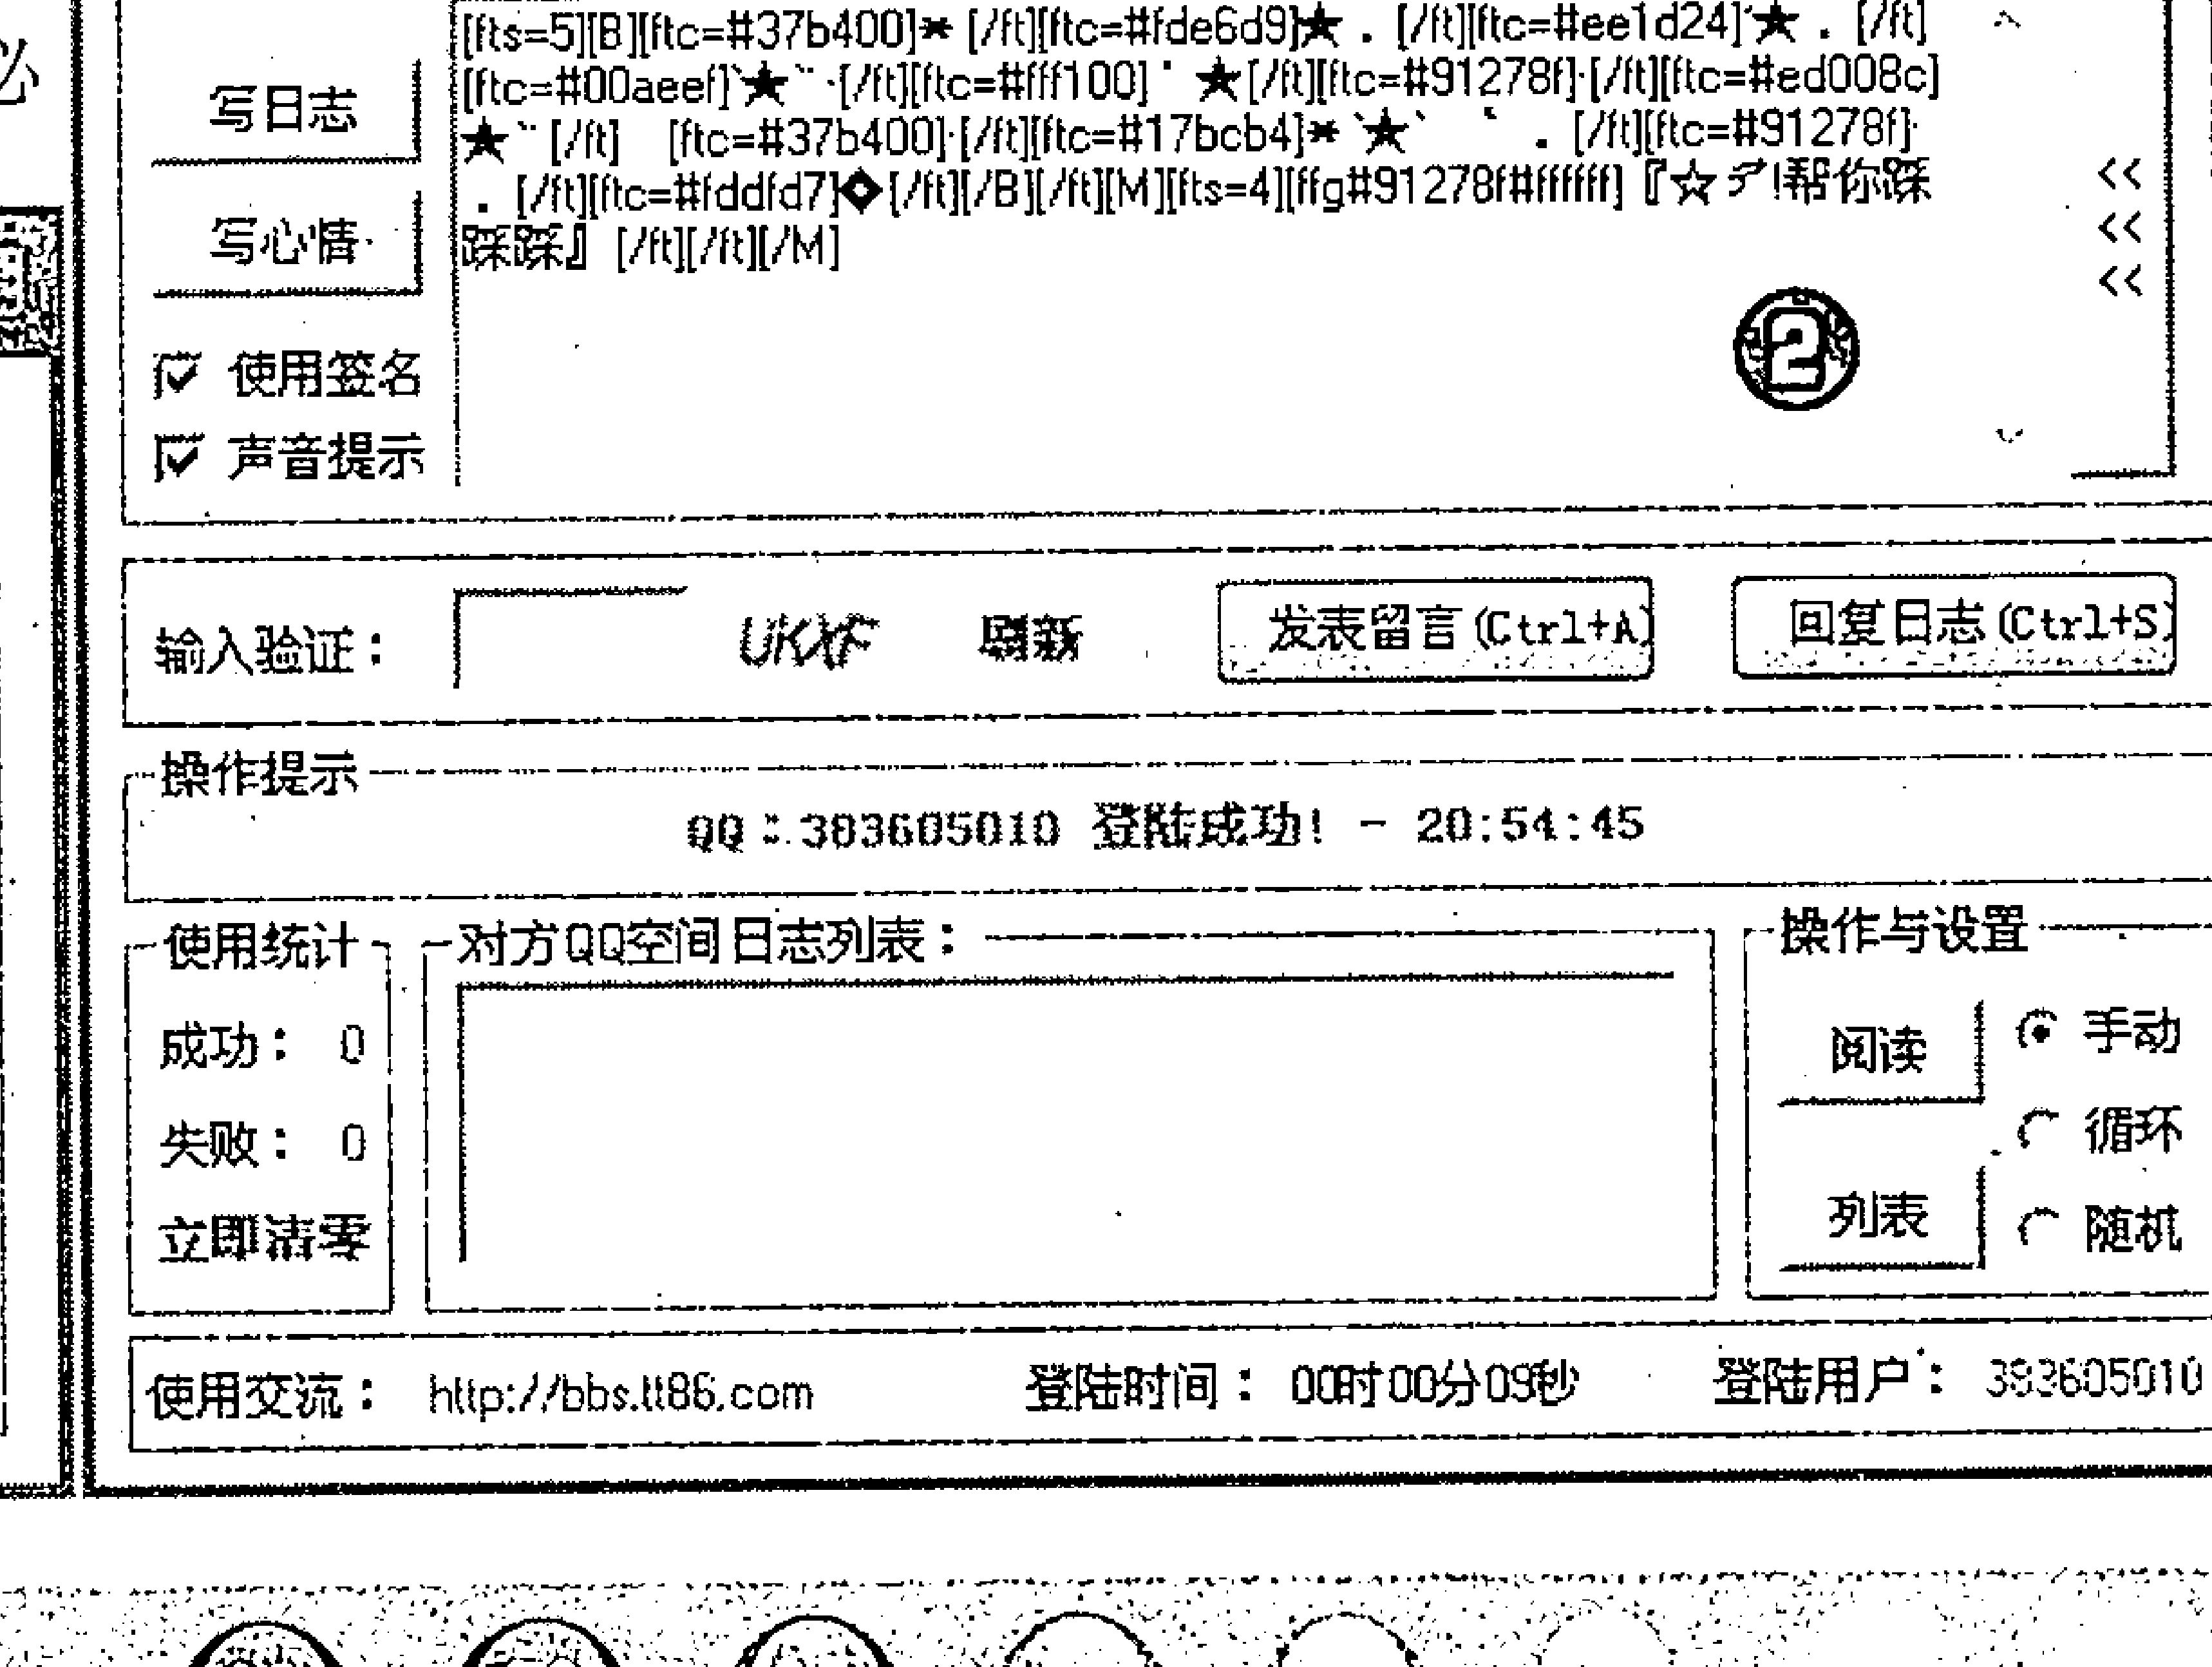 [fts=5][B][ftc=#37b400]* [/ft][ftc=#fde6d9]★ . [/ft][ftc=#ee1d24]★ . [/ft]
[ftc=#00aeef]`★¨ ·[/ft][ftc=#fff100] ★[/ft][ftc=#91278f]·[/ft][ftc=#ed008c]
★¨ [/ft] [ftc=#37b400]·[/ft][ftc=#17bcb4]* `★` ` . [/ft][ftc=#91278f]·
. [/ft][ftc=#fddfd7]◆[/ft][/B][/ft][M][fts=4][ffg#91278f#ffffff]『☆ !帮你踩
踩踩』 [/ft][/ft][/M]
写日志
写心情
<<
<<
<<
2
使用签名
声音提示
输入验证： UKXF 刷新 发表留言(Ctrl+A) 回复日志(Ctrl+S)
操作提示
QQ：383605010 登陆成功! - 20:54:45
使用统计
成功： 0
失败： 0
立即清零
对方QQ空间日志列表：
操作与设置
阅读 手动
循环
列表 随机
使用交流： http://bbs.tt86.com 登陆时间： 00时00分09秒 登陆用户： 383605010